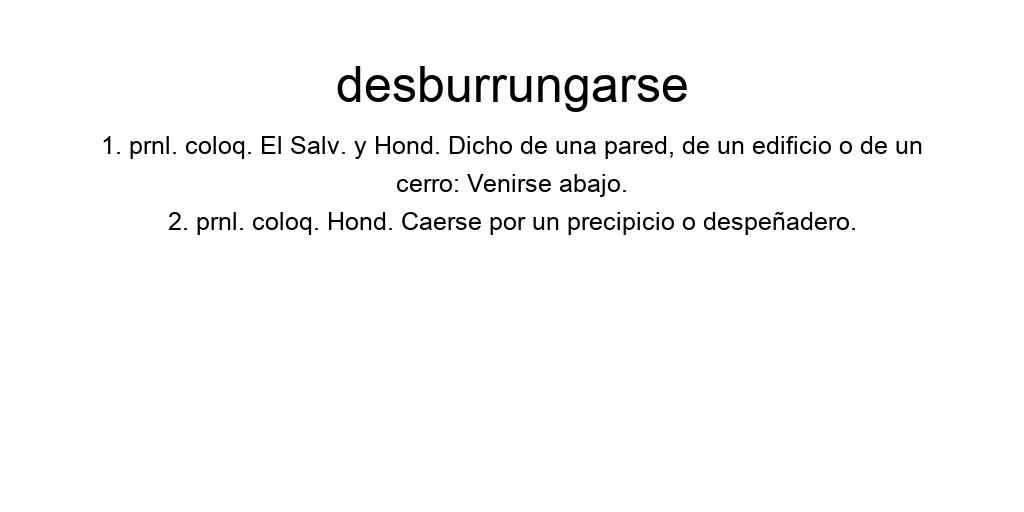 desburrungarse
1. prnl. coloq. El Salv. y Hond. Dicho de una pared, de un edificio o de un
cerro: Venirse abajo.
2. prnl. coloq. Hond. Caerse por un precipicio o despeñadero.